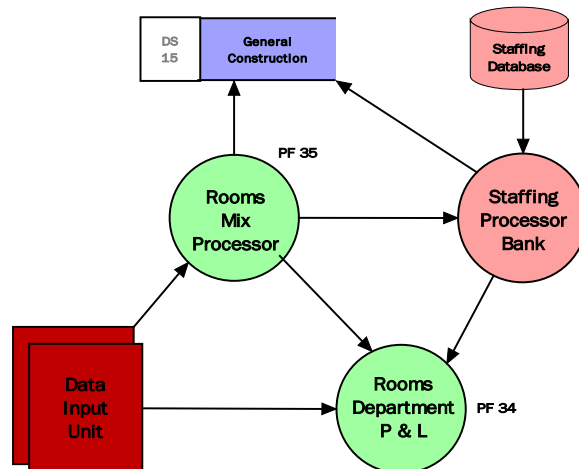 DS
15
General
Construction
Staffing
Database
PF 35
Rooms
Mix
Processor
Staffing
Processor
Bank
Data
Input
Unit
Rooms
Department
P & L
PF 34